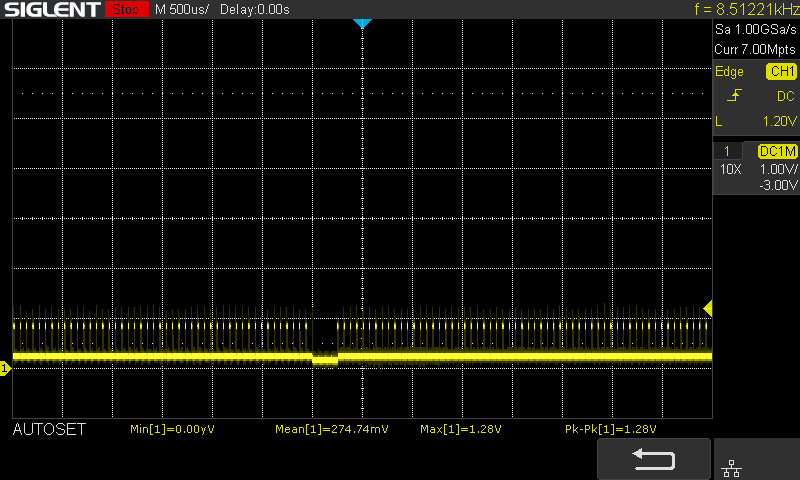 SIGLENT Stop M 500us/ Delay:0.00s f = 8.51221kHz
Sa 1.00GSa/s
Curr 7.00Mpts
Edge CH1
DC
L 1.20V
1 DC1M
10X 1.00V/
-3.00V
1
AUTOSET Min[1]=0.00yV Mean[1]=274.74mV Max[1]=1.28V Pk-Pk[1]=1.28V